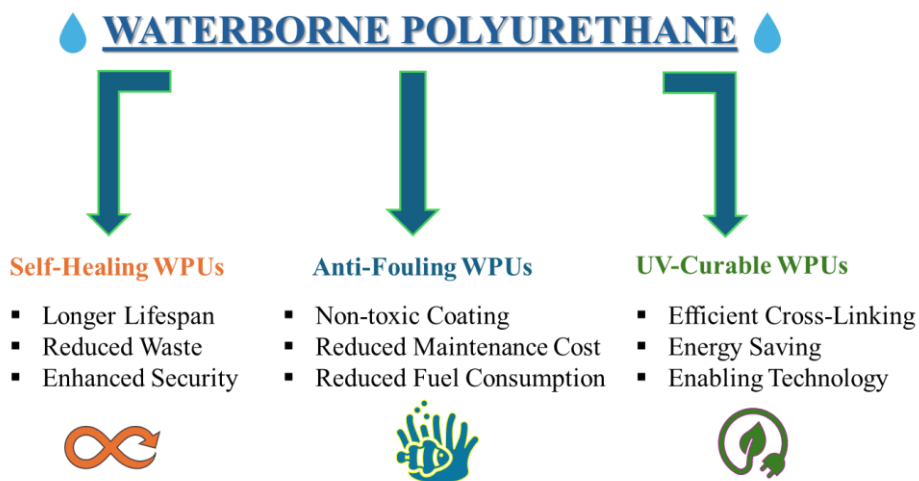 WATERBORNE POLYURETHANE
Self-Healing WPUs
▪ Longer Lifespan
▪ Reduced Waste
▪ Enhanced Security
Anti-Fouling WPUs
▪ Non-toxic Coating
▪ Reduced Maintenance Cost
▪ Reduced Fuel Consumption
UV-Curable WPUs
▪ Efficient Cross-Linking
▪ Energy Saving
▪ Enabling Technology